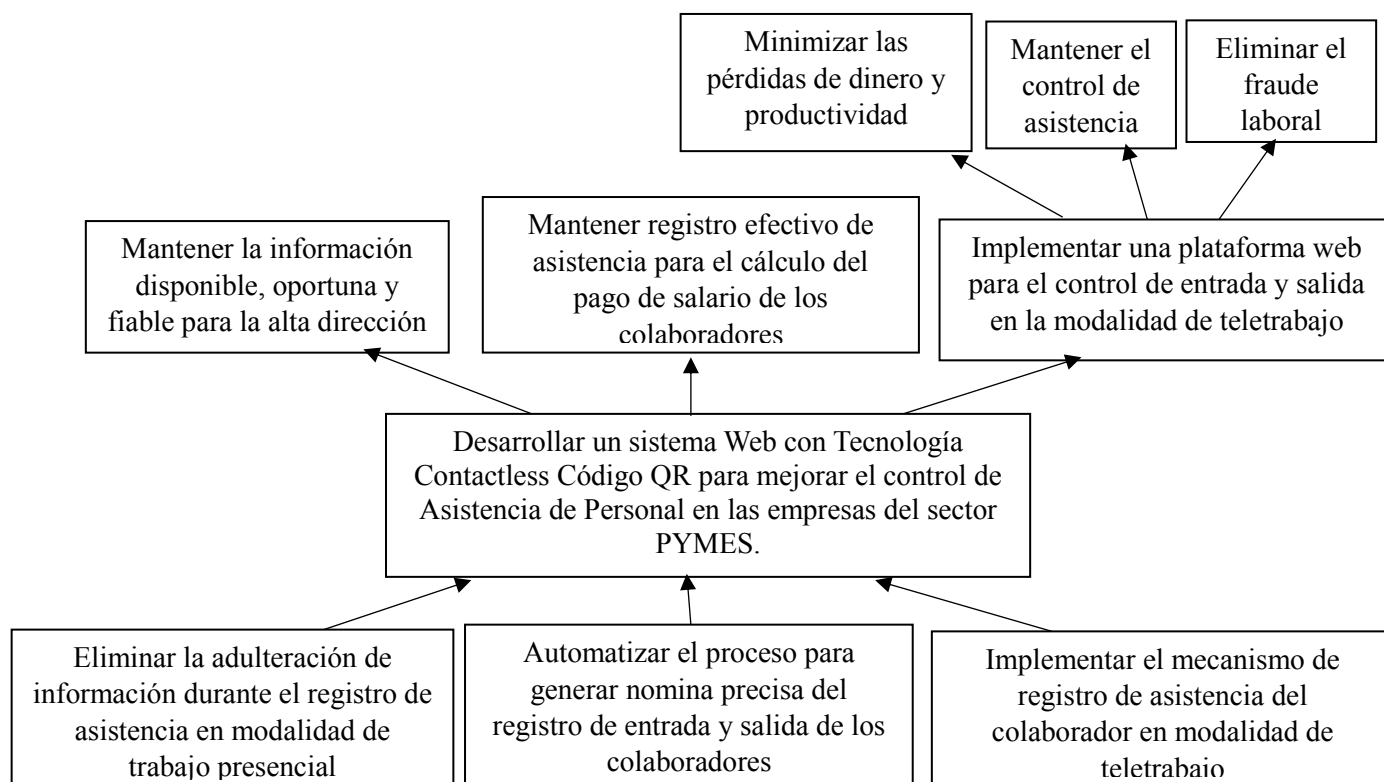 Minimizar las
pérdidas de dinero y
productividad
Mantener el
control de
asistencia
Eliminar el
fraude
laboral
Mantener la información
disponible, oportuna y
fiable para la alta dirección
Mantener registro efectivo de
asistencia para el cálculo del
pago de salario de los
colaboradores
Implementar una plataforma web
para el control de entrada y salida
en la modalidad de teletrabajo
Desarrollar un sistema Web con Tecnología
Contactless Código QR para mejorar el control de
Asistencia de Personal en las empresas del sector
PYMES.
Eliminar la adulteración de
información durante el registro de
asistencia en modalidad de
trabajo presencial
Automatizar el proceso para
generar nomina precisa del
registro de entrada y salida de los
colaboradores
Implementar el mecanismo de
registro de asistencia del
colaborador en modalidad de
teletrabajo